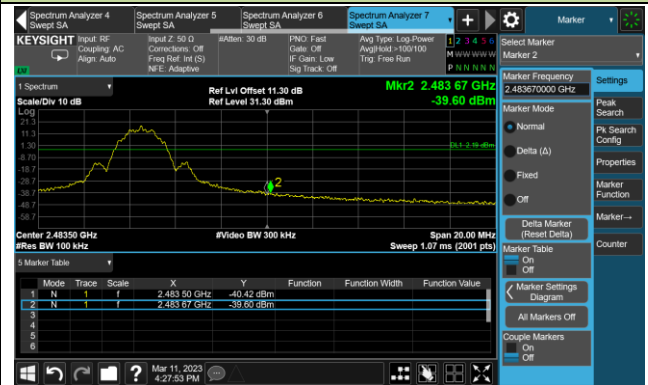 Spectrum Analyzer 4
Swept SA
Spectrum Analyzer 5
Swept SA
Spectrum Analyzer 6
Swept SA
Spectrum Analyzer 7
Swept SA
Marker
KEYSIGHT
Input: RF
Coupling: AC
Align: Auto
Input Z: 50 Ω
Corrections: Off
Freq Ref: Int (S)
NFE: Adaptive
#Atten: 30 dB
PNO: Fast
Gate: Off
IF Gain: Low
Sig Track: Off
Avg Type: Log-Power
Avg|Hold:>100/100
Trig: Free Run
1 2 3 4 5 6
M W W W W W
P N N N N N
LV
Select Marker
Marker 2
1 Spectrum
Scale/Div 10 dB
Log
Ref Lvl Offset 11.30 dB
Ref Level 31.30 dBm
Mkr2 2.483 67 GHz
-39.60 dBm
21.3
11.3
1.30
-8.70
-18.7
-28.7
-38.7
-48.7
-58.7
2
Center 2.48350 GHz
#Res BW 100 kHz
#Video BW 300 kHz
Span 20.00 MHz
Sweep 1.07 ms (2001 pts)
5 Marker Table
Mode Trace Scale X Y Function Function Width Function Value
1 N 1 f 2.483 50 GHz -40.42 dBm
2 N 1 f 2.483 67 GHz -39.60 dBm
3
4
5
6
Marker Frequency
2.483670000 GHz
Marker Mode
Normal
Delta (Δ)
Fixed
Off
Delta Marker
(Reset Delta)
Marker Table
On
Off
Marker Settings
Diagram
All Markers Off
Couple Markers
On
Off
Settings
Peak
Search
Pk Search
Config
Properties
Marker
Function
Marker→
Counter
Mar 11, 2023
4:27:53 PM